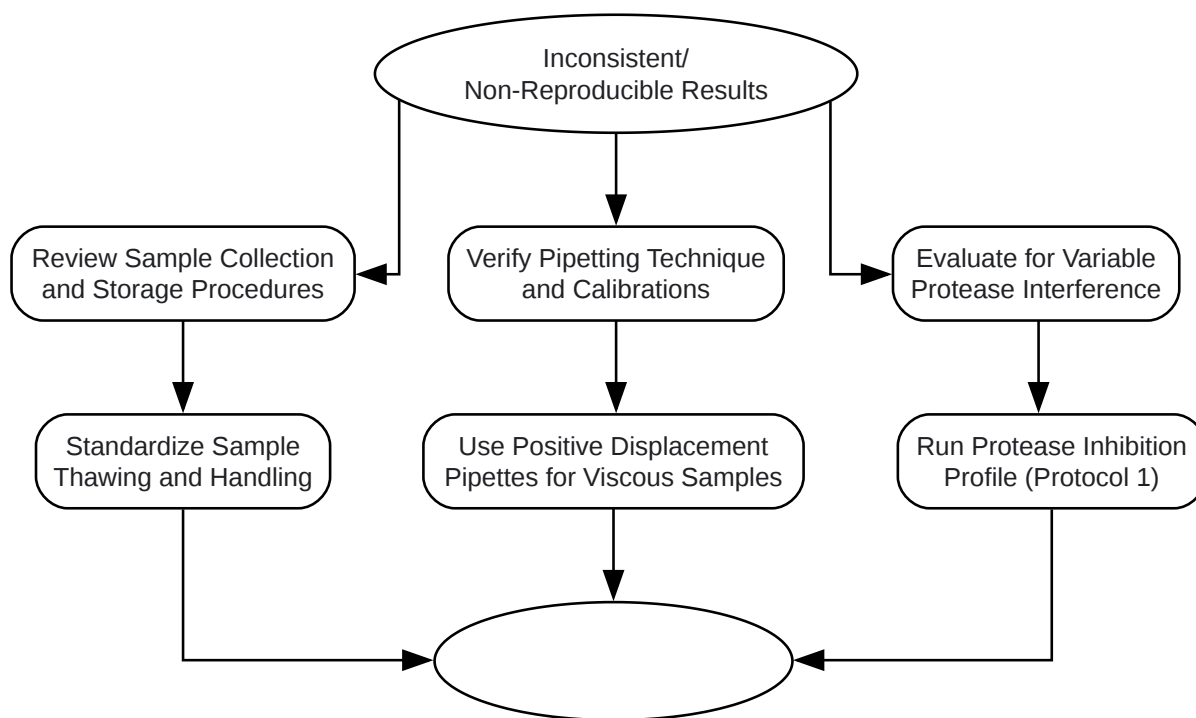 Inconsistent/
Non-Reproducible Results
Review Sample Collection
and Storage Procedures
Verify Pipetting Technique
and Calibrations
Evaluate for Variable
Protease Interference
Standardize Sample
Thawing and Handling
Use Positive Displacement
Pipettes for Viscous Samples
Run Protease Inhibition
Profile (Protocol 1)